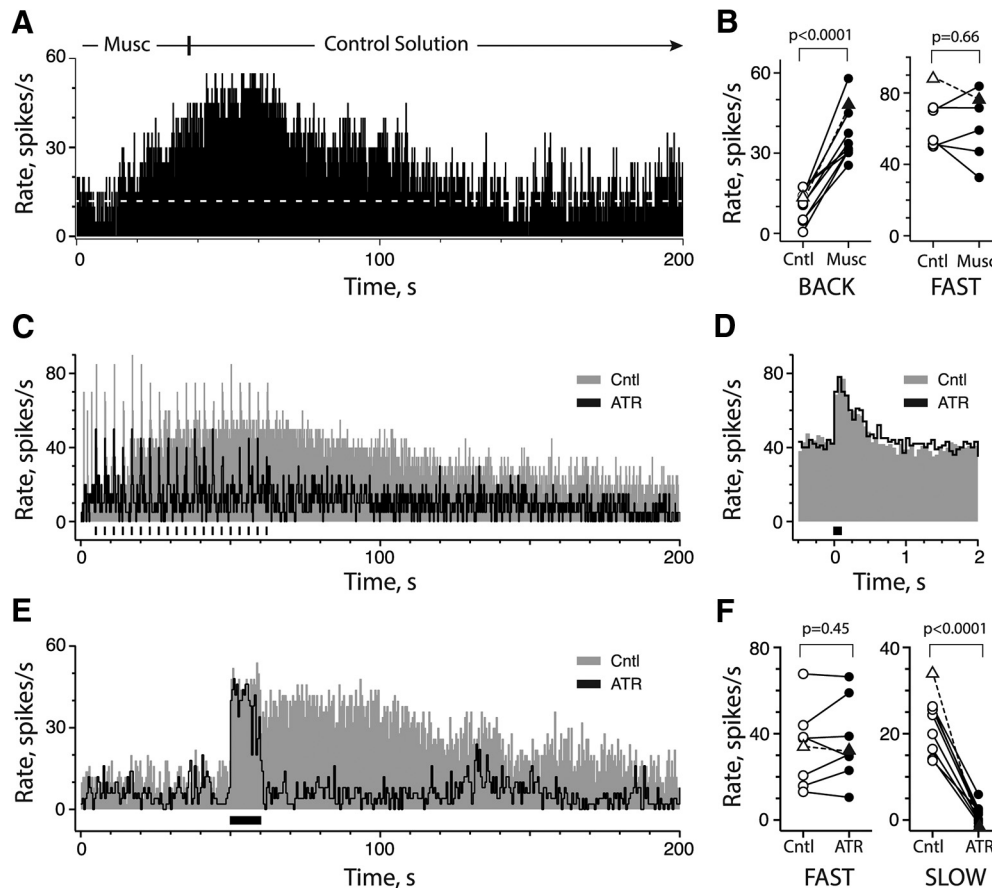 A
Musc
Control Solution
Rate, spikes/s
60
30
0
0
100
200
Time, s
B
p<0.0001
p=0.66
Rate, spikes/s
60
30
0
80
40
0
Cntl Musc
Cntl Musc
BACK
FAST
C
Rate, spikes/s
80
40
0
Cntl
ATR
0
100
200
Time, s
D
Rate, spikes/s
80
40
0
Cntl
ATR
0
1
2
Time, s
E
Rate, spikes/s
60
30
0
Cntl
ATR
0
100
200
Time, s
F
p=0.45
p<0.0001
Rate, spikes/s
80
40
0
40
20
0
Cntl ATR
Cntl ATR
FAST
SLOW